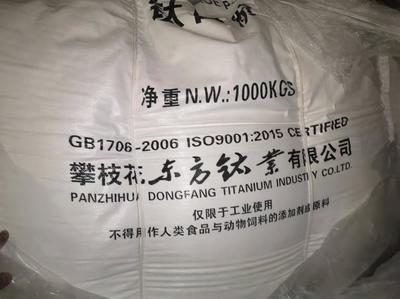 净重 N.W.:1000KGS
GB1706-2006 ISO9001:2015 CERTIFIED
攀枝花东方钛业有限公司
PANZHIHUA DONGFANG TITANIUM INDUSTRY CO.LTD.
仅限于工业使用
不得用作人类食品与动物饲料的添加剂或原料